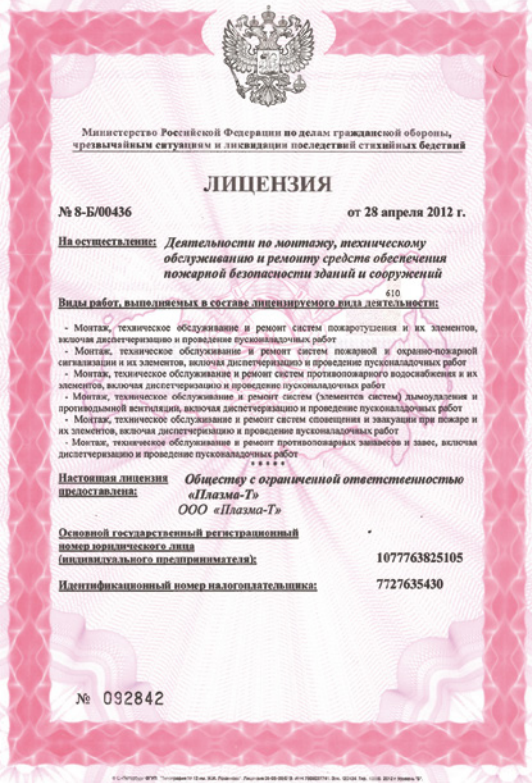 Министерство Российской Федерации по делам гражданской обороны,
чрезвычайным ситуациям и ликвидации последствий стихийных бедствий
ЛИЦЕНЗИЯ
№ 8-Б/00436 от 28 апреля 2012 г.
На осуществление: Деятельности по монтажу, техническому
обслуживанию и ремонту средств обеспечения
пожарной безопасности зданий и сооружений
610
Виды работ, выполняемых в составе лицензируемого вида деятельности:
- Монтаж, техническое обслуживание и ремонт систем пожаротушения и их элементов,
включая диспетчеризацию и проведение пусконаладочных работ
- Монтаж, техническое обслуживание и ремонт систем пожарной и охранно-пожарной
сигнализации и их элементов, включая диспетчеризацию и проведение пусконаладочных работ
- Монтаж, техническое обслуживание и ремонт систем противопожарного водоснабжения и их
элементов, включая диспетчеризацию и проведение пусконаладочных работ
- Монтаж, техническое обслуживание и ремонт систем (элементов систем) дымоудаления и
противодымной вентиляции, включая диспетчеризацию и проведение пусконаладочных работ
- Монтаж, техническое обслуживание и ремонт систем оповещения и эвакуации при пожаре и
их элементов, включая диспетчеризацию и проведение пусконаладочных работ
- Монтаж, техническое обслуживание и ремонт противопожарных занавесов и завес, включая
диспетчеризацию и проведение пусконаладочных работ
*****
Настоящая лицензия Обществу с ограниченной ответственностью
предоставлена: «Плазма-Т»
ООО «Плазма-Т»
Основной государственный регистрационный
номер юридического лица
(индивидуального предпринимателя): 1077763825105
Идентификационный номер налогоплательщика: 7727635430
№ 092842